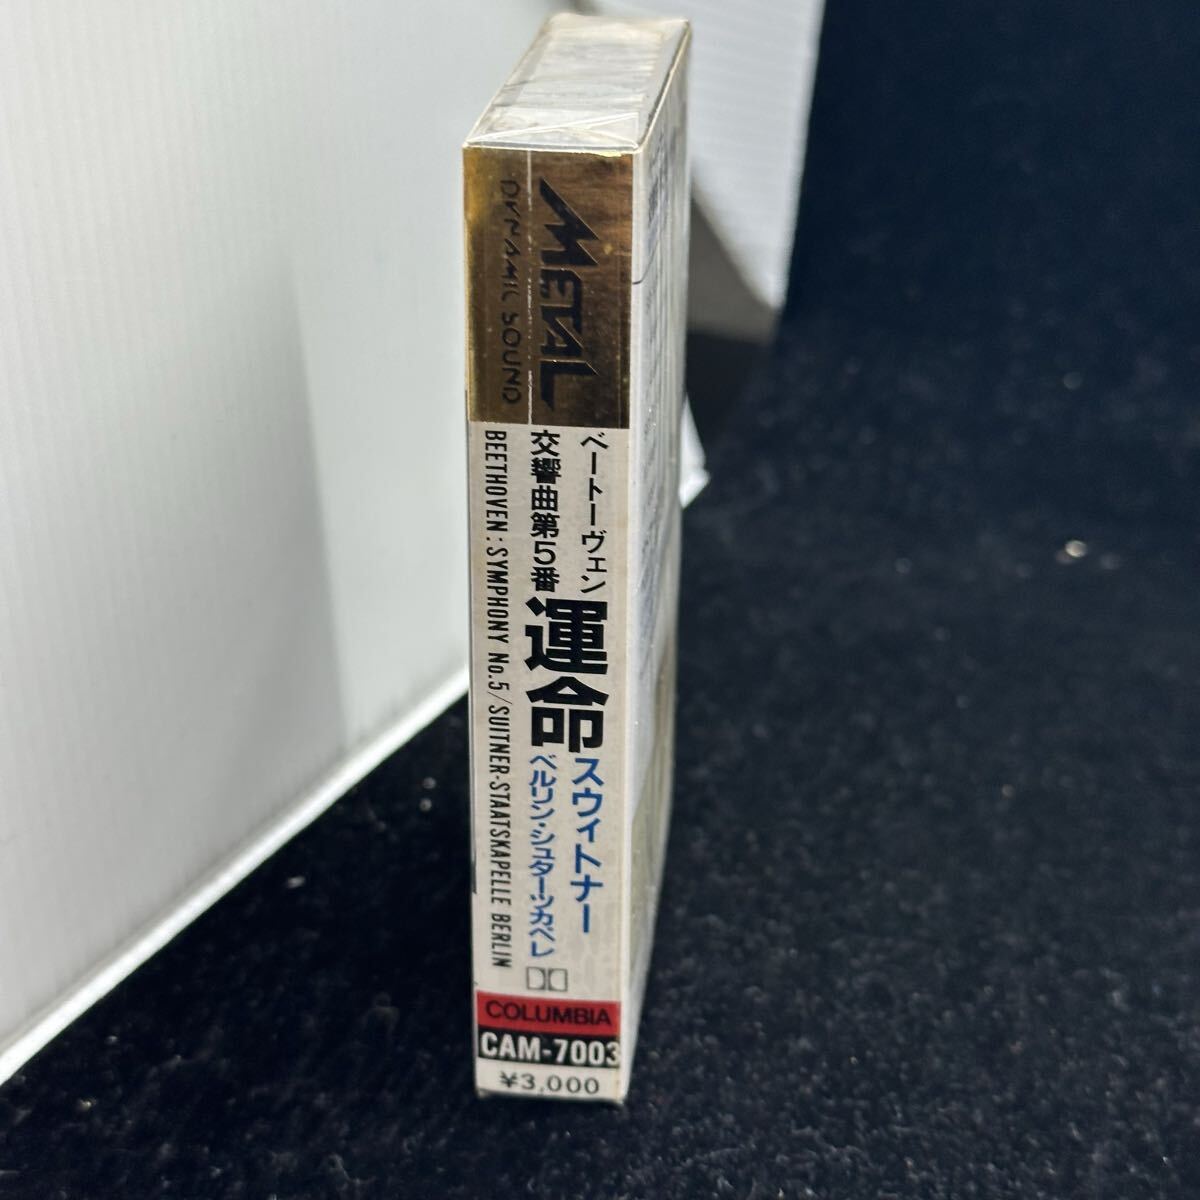 METAL
DYNAMIC SOUND
ベートーヴェン
交響曲第5番
運命
スウィトナー
ベルリン・シュターツカペレ
BEETHOVEN: SYMPHONY No.5/SUITNER-STAATSKAPELLE BERLIN
COLUMBIA
CAM-7003
¥3,000